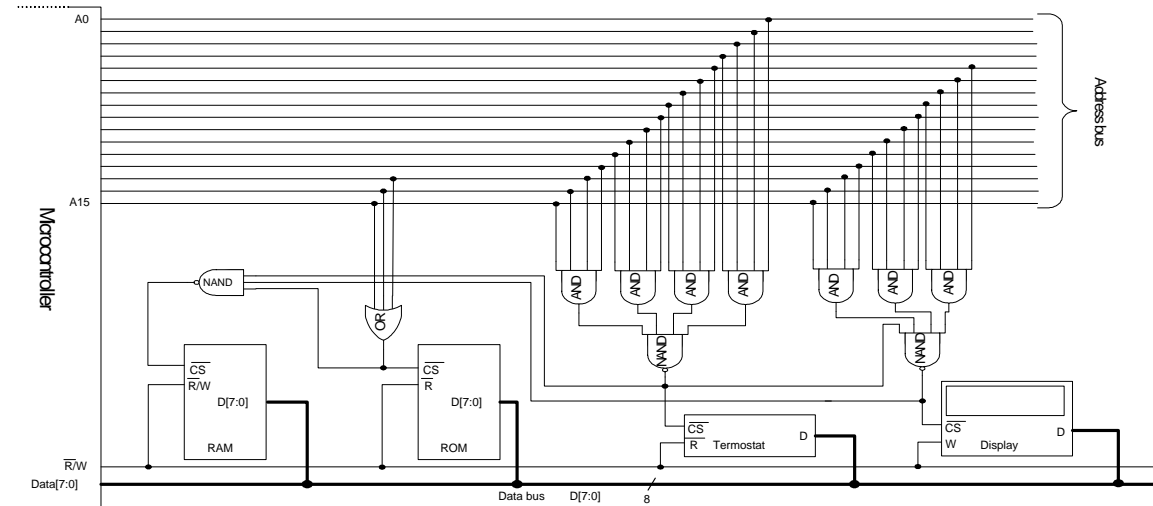 A0
Address bus
A15
Microcontroller
NAND
OR
AND
AND
AND
AND
AND
AND
AND
NAND
NAND
CS
R/W
D[7:0]
RAM
CS
R
D[7:0]
ROM
CS
R
D
Termostat
CS
W
D
Display
R/W
Data[7:0]
Data bus D[7:0] 8